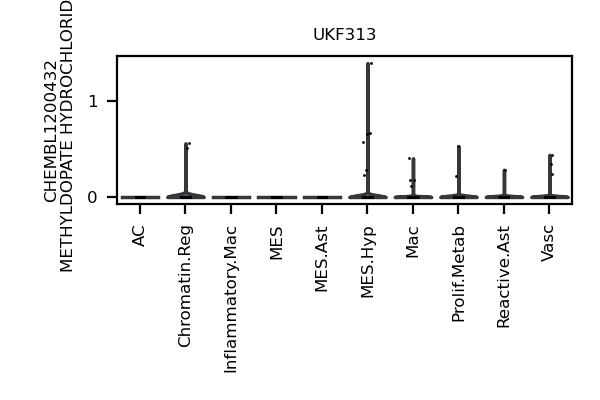 UKF313
CHEMBL1200432
METHYLDOPATE HYDROCHLORID
1
0
AC
Chromatin.Reg
Inflammatory.Mac
MES
MES.Ast
MES.Hyp
Mac
Prolif.Metab
Reactive.Ast
Vasc